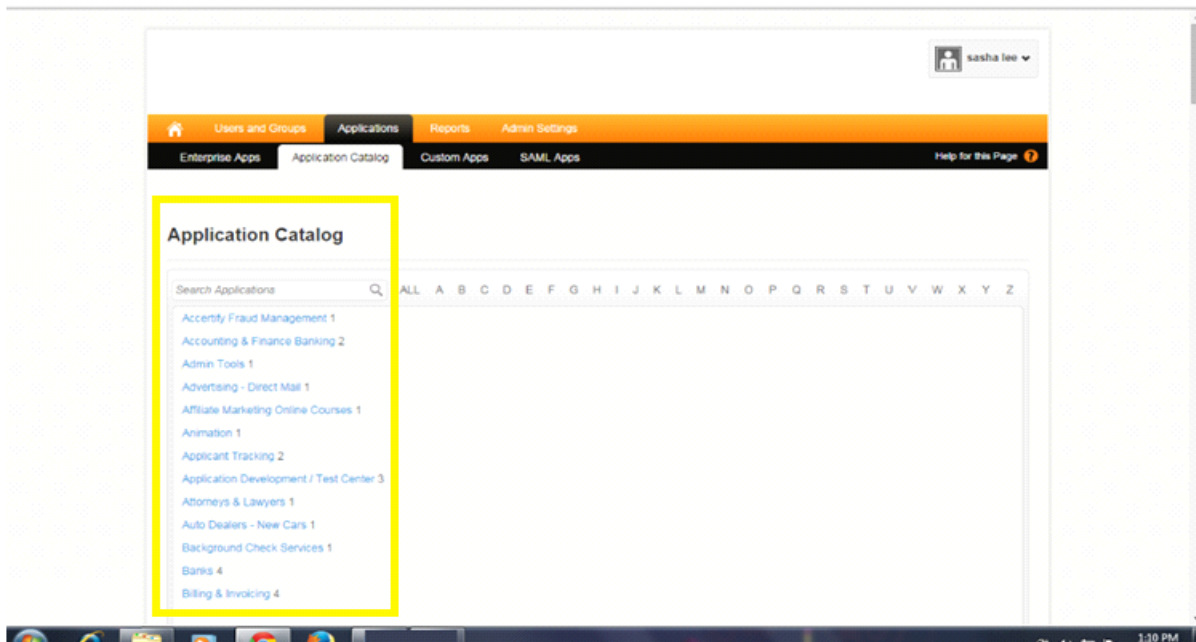 sasha lee
Users and Groups Applications Reports Admin Settings
Enterprise Apps Application Catalog Custom Apps SAML Apps Help for this Page ?
Application Catalog
Search Applications ALL A B C D E F G H I J K L M N O P Q R S T U V W X Y Z
Accertify Fraud Management 1
Accounting & Finance Banking 2
Admin Tools 1
Advertising - Direct Mail 1
Affiliate Marketing Online Courses 1
Animation 1
Applicant Tracking 2
Application Development / Test Center 3
Attorneys & Lawyers 1
Auto Dealers - New Cars 1
Background Check Services 1
Banks 4
Billing & Invoicing 4
1:10 PM